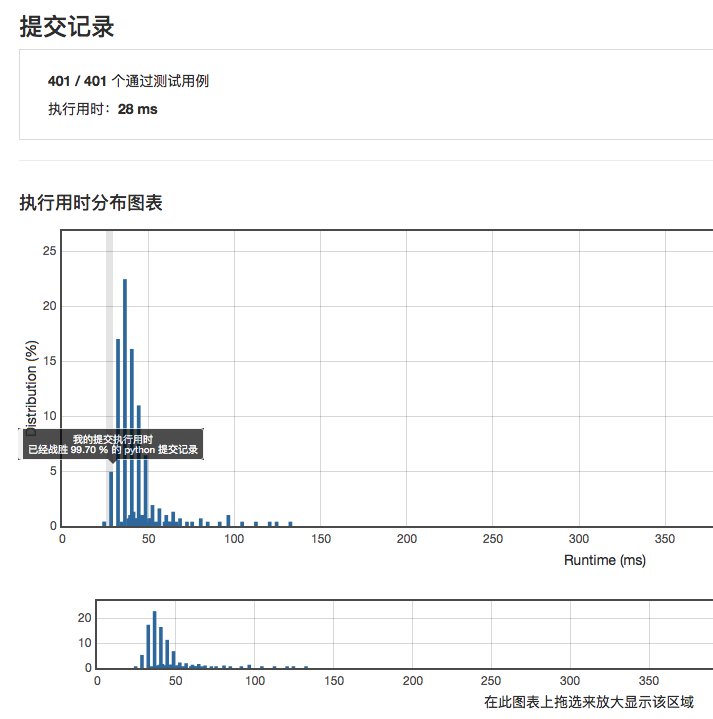 提交记录
401 / 401 个通过测试用例
执行用时：28 ms
执行用时分布图表
25
20
15
10
5
0
Distribution (%)
我的提交执行用时
已经战胜 99.70 % 的 python 提交记录
0 50 100 150 200 250 300 350
Runtime (ms)
20
10
0
0 50 100 150 200 250 300 350
在此图表上拖选来放大显示该区域